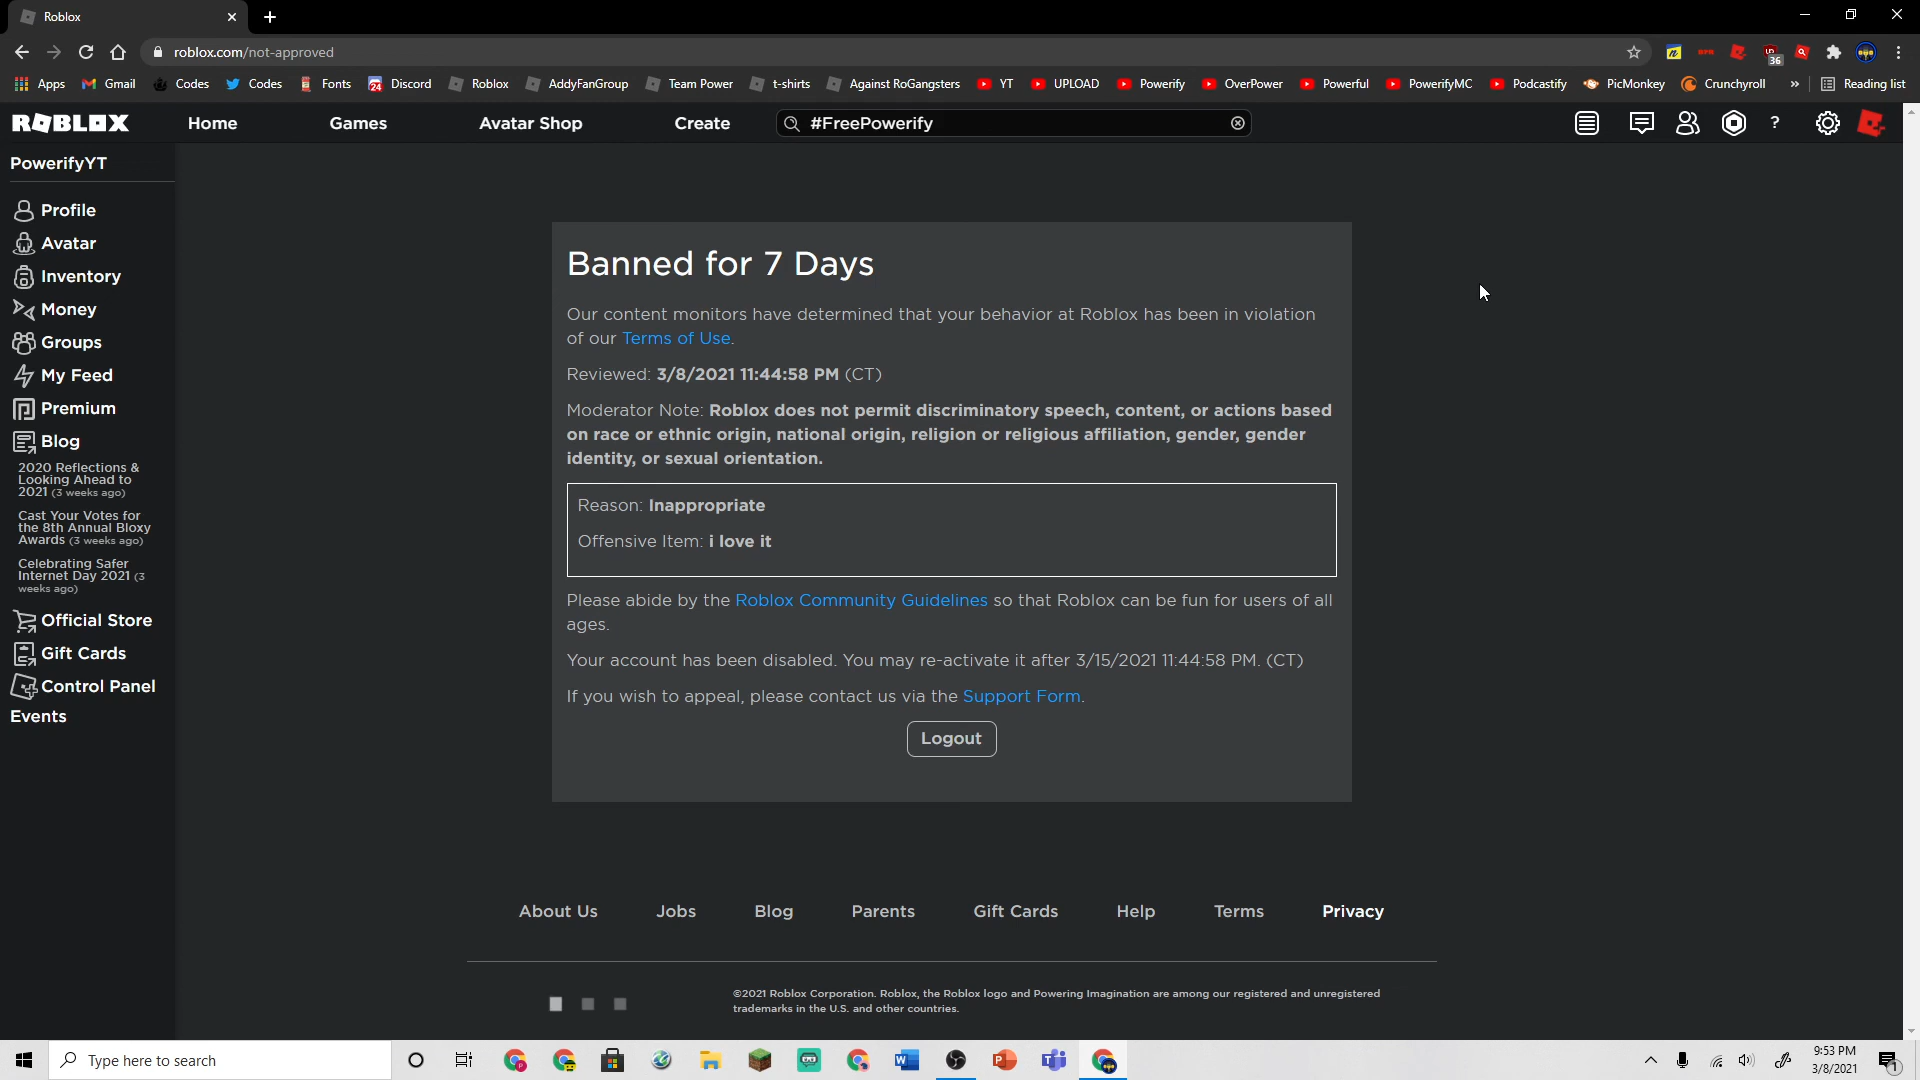 Roblox
roblox.com/not-approved
36
Apps Gmail Codes Codes Fonts 24 Discord Roblox AddyFanGroup Team Power t-shirts Against RoGangsters YT UPLOAD Powerify OverPower Powerful PowerifyMC Podcastify PicMonkey Crunchyroll » Reading list
ROBLOX Home Games Avatar Shop Create #FreePowerify ?
PowerifyYT
Profile
Avatar
Inventory
Money
Groups
My Feed
Premium
Blog
2020 Reflections &
Looking Ahead to
2021 (3 weeks ago)
Cast Your Votes for
the 8th Annual Bloxy
Awards (3 weeks ago)
Celebrating Safer
Internet Day 2021 (3
weeks ago)
Official Store
Gift Cards
Control Panel
Events
Banned for 7 Days
Our content monitors have determined that your behavior at Roblox has been in violation
of our Terms of Use.
Reviewed: 3/8/2021 11:44:58 PM (CT)
Moderator Note: Roblox does not permit discriminatory speech, content, or actions based
on race or ethnic origin, national origin, religion or religious affiliation, gender, gender
identity, or sexual orientation.
Reason: Inappropriate
Offensive Item: i love it
Please abide by the Roblox Community Guidelines so that Roblox can be fun for users of all
ages.
Your account has been disabled. You may re-activate it after 3/15/2021 11:44:58 PM. (CT)
If you wish to appeal, please contact us via the Support Form.
Logout
About Us Jobs Blog Parents Gift Cards Help Terms Privacy
©2021 Roblox Corporation. Roblox, the Roblox logo and Powering Imagination are among our registered and unregistered
trademarks in the U.S. and other countries.
Type here to search
9:53 PM
3/8/2021
1